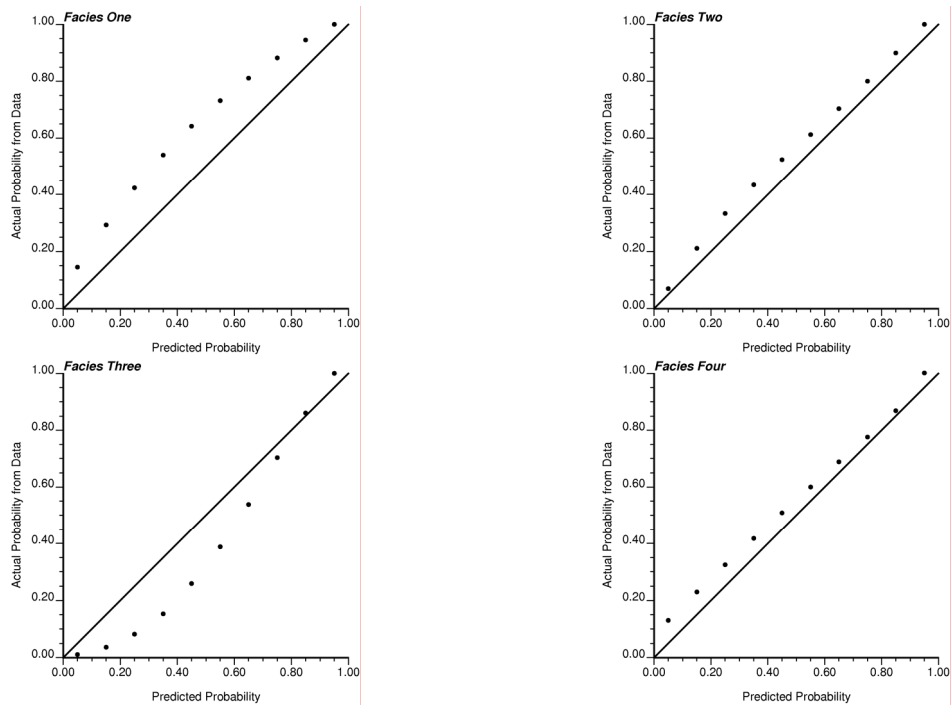 Facies One
1.00
0.80
0.60
0.40
0.20
0.00
0.00 0.20 0.40 0.60 0.80 1.00
Actual Probability from Data
Predicted Probability
Facies Two
1.00
0.80
0.60
0.40
0.20
0.00
0.00 0.20 0.40 0.60 0.80 1.00
Actual Probability from Data
Predicted Probability
Facies Three
1.00
0.80
0.60
0.40
0.20
0.00
0.00 0.20 0.40 0.60 0.80 1.00
Actual Probability from Data
Predicted Probability
Facies Four
1.00
0.80
0.60
0.40
0.20
0.00
0.00 0.20 0.40 0.60 0.80 1.00
Actual Probability from Data
Predicted Probability